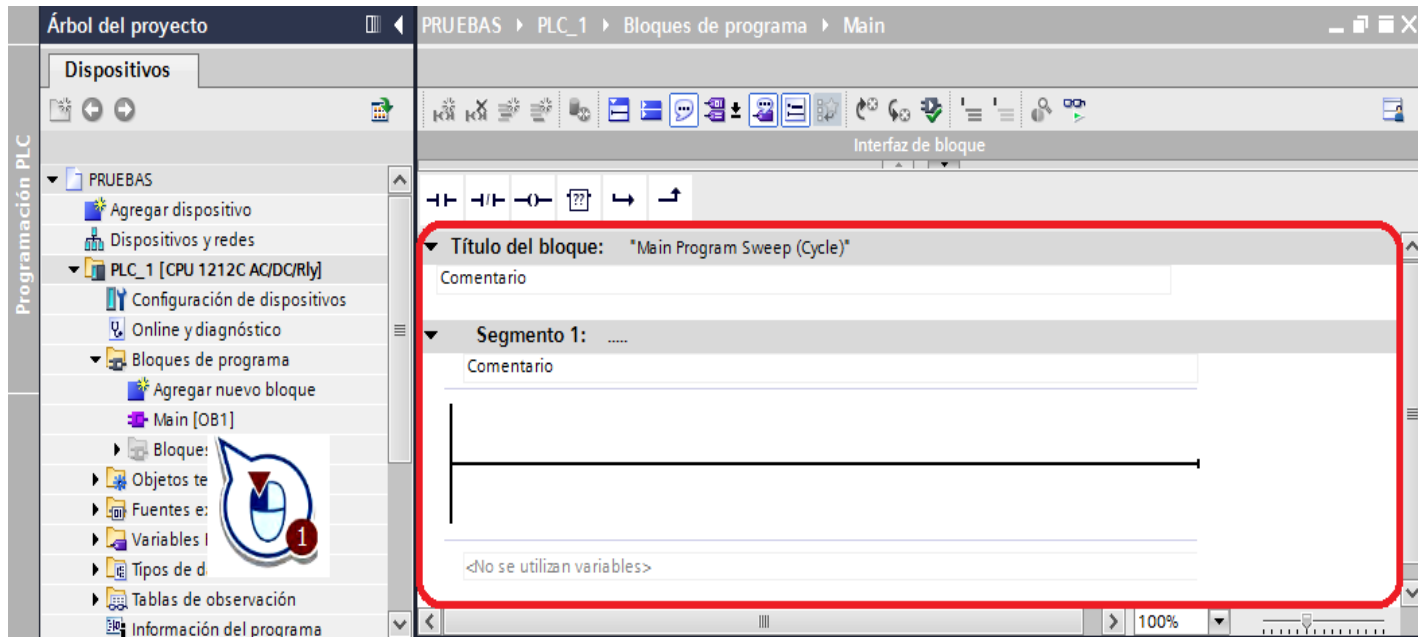 Árbol del proyecto
Dispositivos
Programación PLC
PRUEBAS
Agregar dispositivo
Dispositivos y redes
PLC_1 [CPU 1212C AC/DC/Rly]
Configuración de dispositivos
Online y diagnóstico
Bloques de programa
Agregar nuevo bloque
Main [OB1]
Bloques
Objetos te
Fuentes e
Variables
Tipos de d
Tablas de observación
Información del programa
1
PRUEBAS PLC_1 Bloques de programa Main
Interfaz de bloque
??
Título del bloque: "Main Program Sweep (Cycle)"
Comentario
Segmento 1: .....
Comentario
<No se utilizan variables>
100%